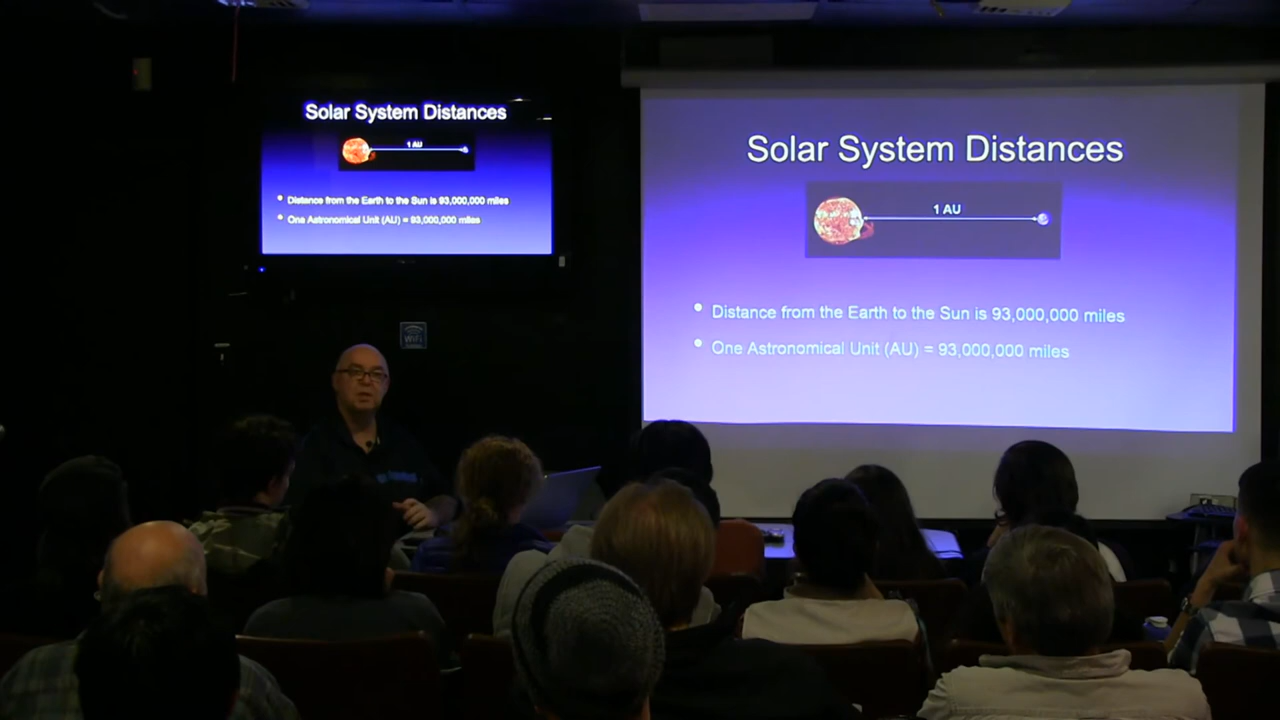 Solar System Distances
1 AU
• Distance from the Earth to the Sun is 93,000,000 miles
• One Astronomical Unit (AU) = 93,000,000 miles
WiFi
Solar System Distances
1 AU
• Distance from the Earth to the Sun is 93,000,000 miles
• One Astronomical Unit (AU) = 93,000,000 miles